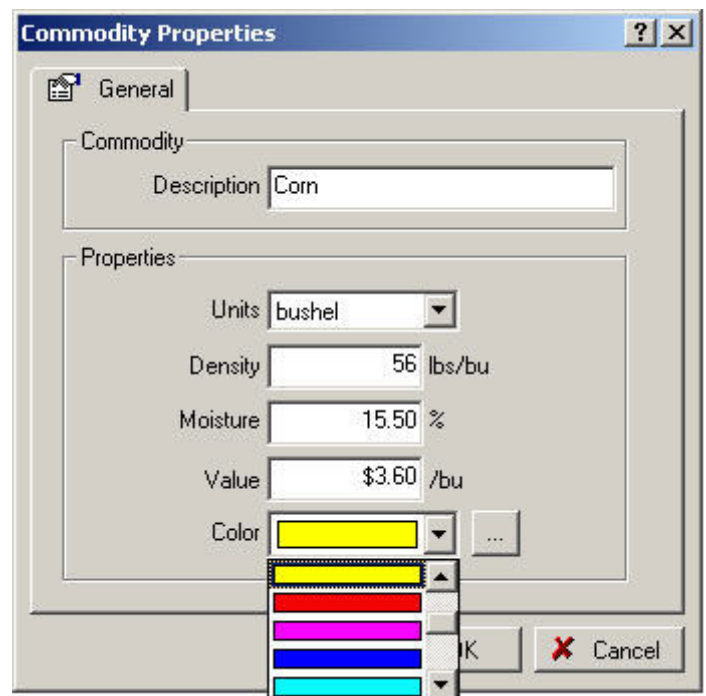 Commodity Properties
General
Commodity
Description Corn
Properties
Units bushel
Density 56 lbs/bu
Moisture 15.50 %
Value $3.60 /bu
Color ...
Cancel